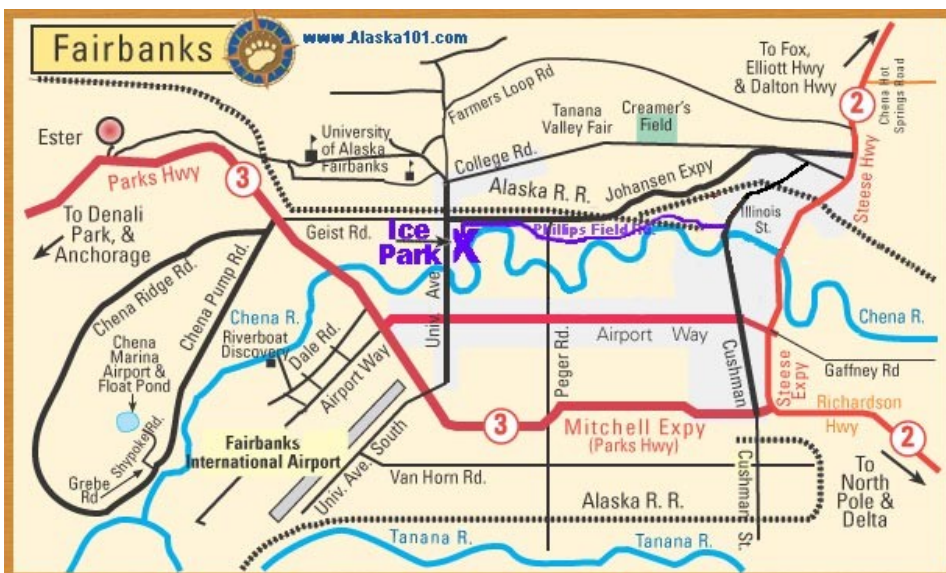 Fairbanks
www.Alaska101.com
To Fox,
Elliott Hwy
& Dalton Hwy
2
Chena Hot
Springs Road
Farmers Loop Rd
Tanana
Valley Fair
Creamer's
Field
Ester
University
of Alaska
Fairbanks
College Rd.
Steese Hwy
Parks Hwy
3
Alaska R. R.
Johansen Expy
To Denali
Park, &
Anchorage
Geist Rd.
Ice
Park
X
Phillips Field Rd.
Illinois
St.
Chena Ridge Rd.
Chena Pump Rd.
Univ. Ave.
Chena R.
Chena R.
Riverboat
Discovery
Dale Rd.
Airport Way
Airport Way
Peger Rd.
Cushman
Gaffney Rd
Steese
Expy
Chena
Marina
Airport &
Float Pond
Shypoke Rd.
Grebe
Rd
Richardson
Hwy
2
3
Mitchell Expy
(Parks Hwy)
Fairbanks
International Airport
Univ. Ave. South
Van Horn Rd.
Alaska R. R.
Cushman St.
To
North
Pole &
Delta
Tanana R.
Tanana R.